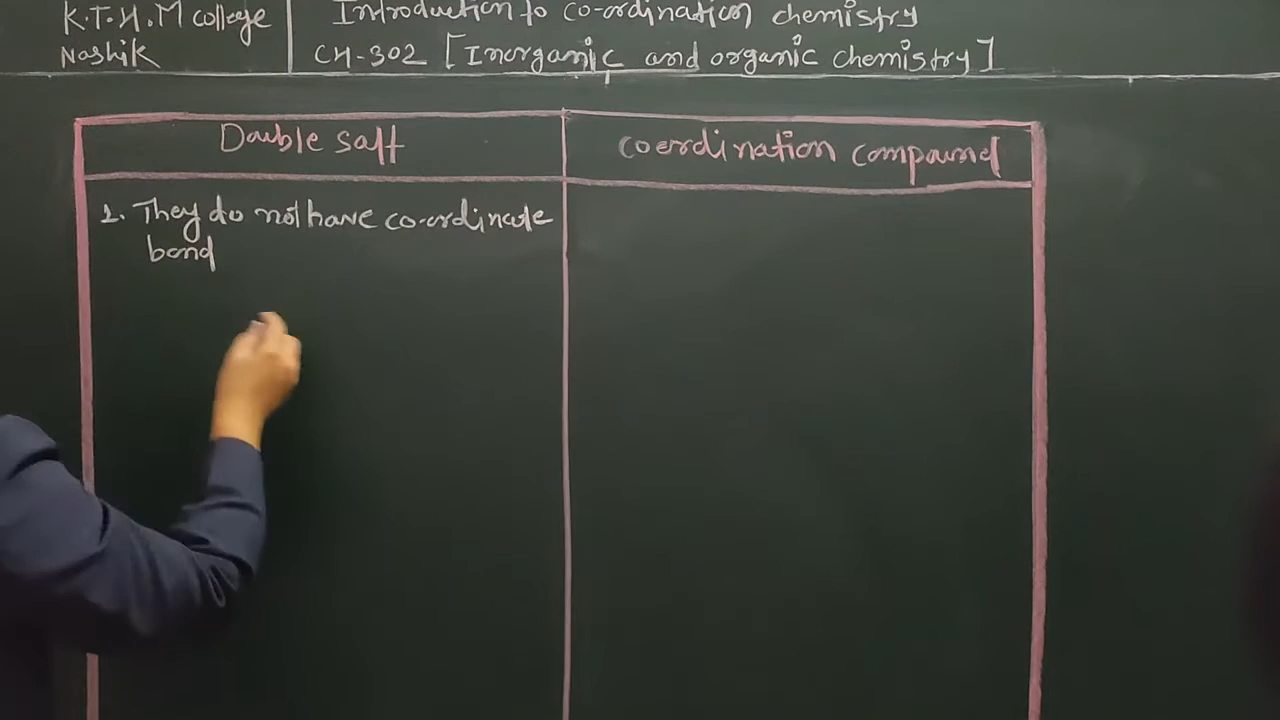 K.T.H.M college
Nashik
Introduction to co-ordination chemistry
CH-302 [Inorganic and organic chemistry]
Double salt
coordination compound
1. They do not have co-ordinate
bond